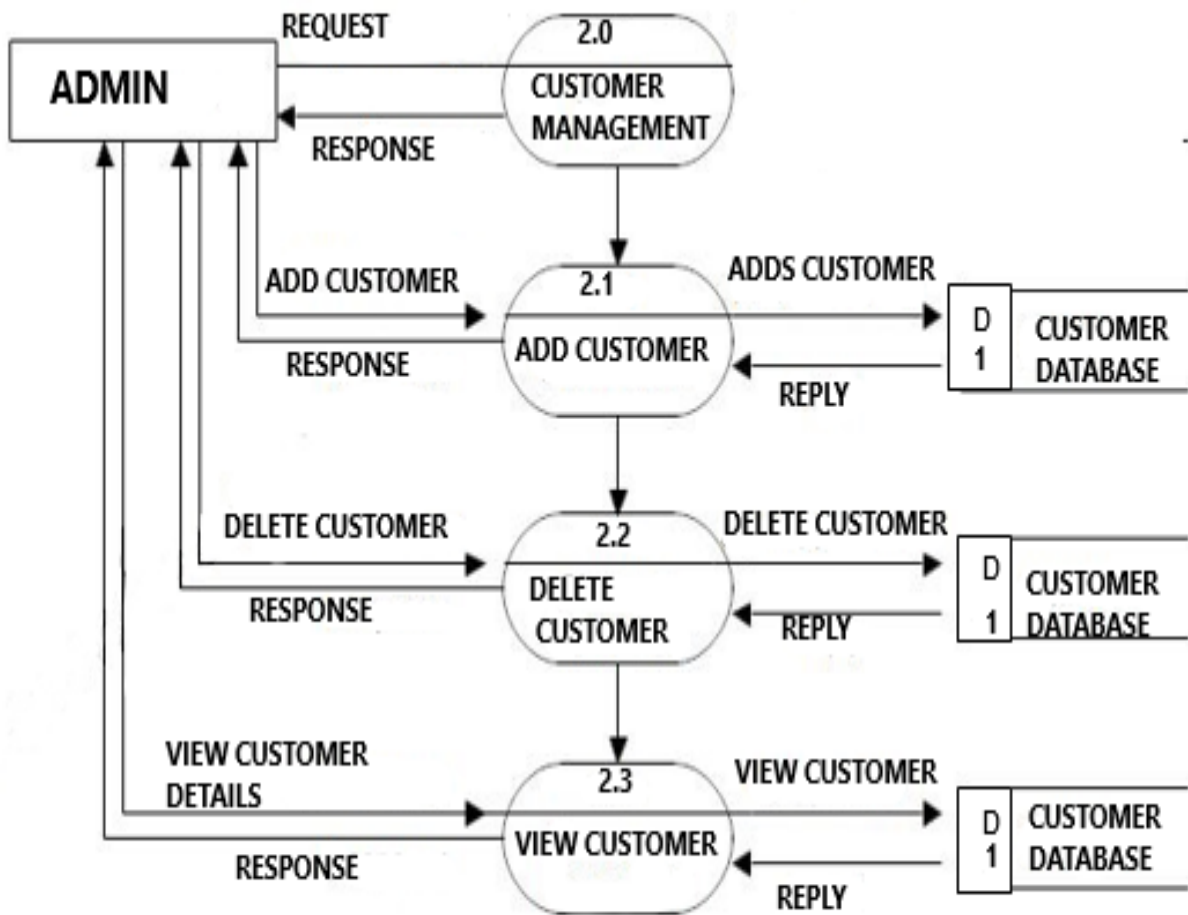 REQUEST
2.0
ADMIN
CUSTOMER
MANAGEMENT
RESPONSE
ADD CUSTOMER
2.1
ADDS CUSTOMER
ADD CUSTOMER
RESPONSE
REPLY
D
1
CUSTOMER
DATABASE
DELETE CUSTOMER
2.2
DELETE CUSTOMER
DELETE
CUSTOMER
RESPONSE
REPLY
D
1
CUSTOMER
DATABASE
VIEW CUSTOMER
DETAILS
2.3
VIEW CUSTOMER
VIEW CUSTOMER
RESPONSE
REPLY
D
1
CUSTOMER
DATABASE